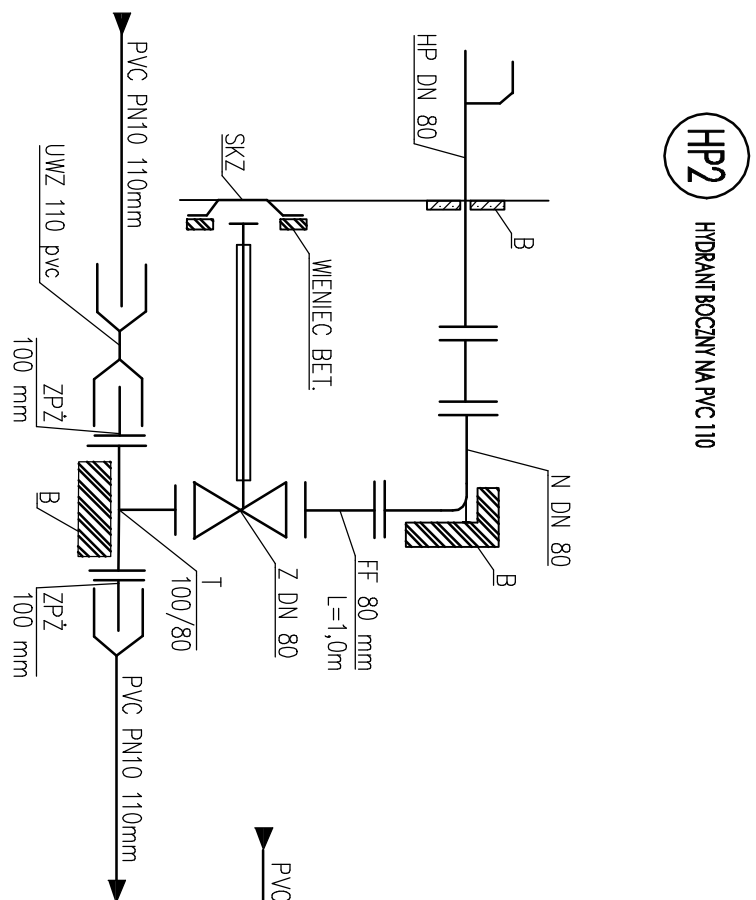 HP2
HYDRANT BOCZNY NA PVC 110
HP DN 80
B
N DN 80
B
SKZ
WIENIEC BET.
FF 80 mm
L=1,0m
Z DN 80
T
100/80
PVC PN10 110mm
UWZ 110 pvc
ZPŻ
100 mm
B
ZPŻ
100 mm
PVC PN10 110mm
PVC